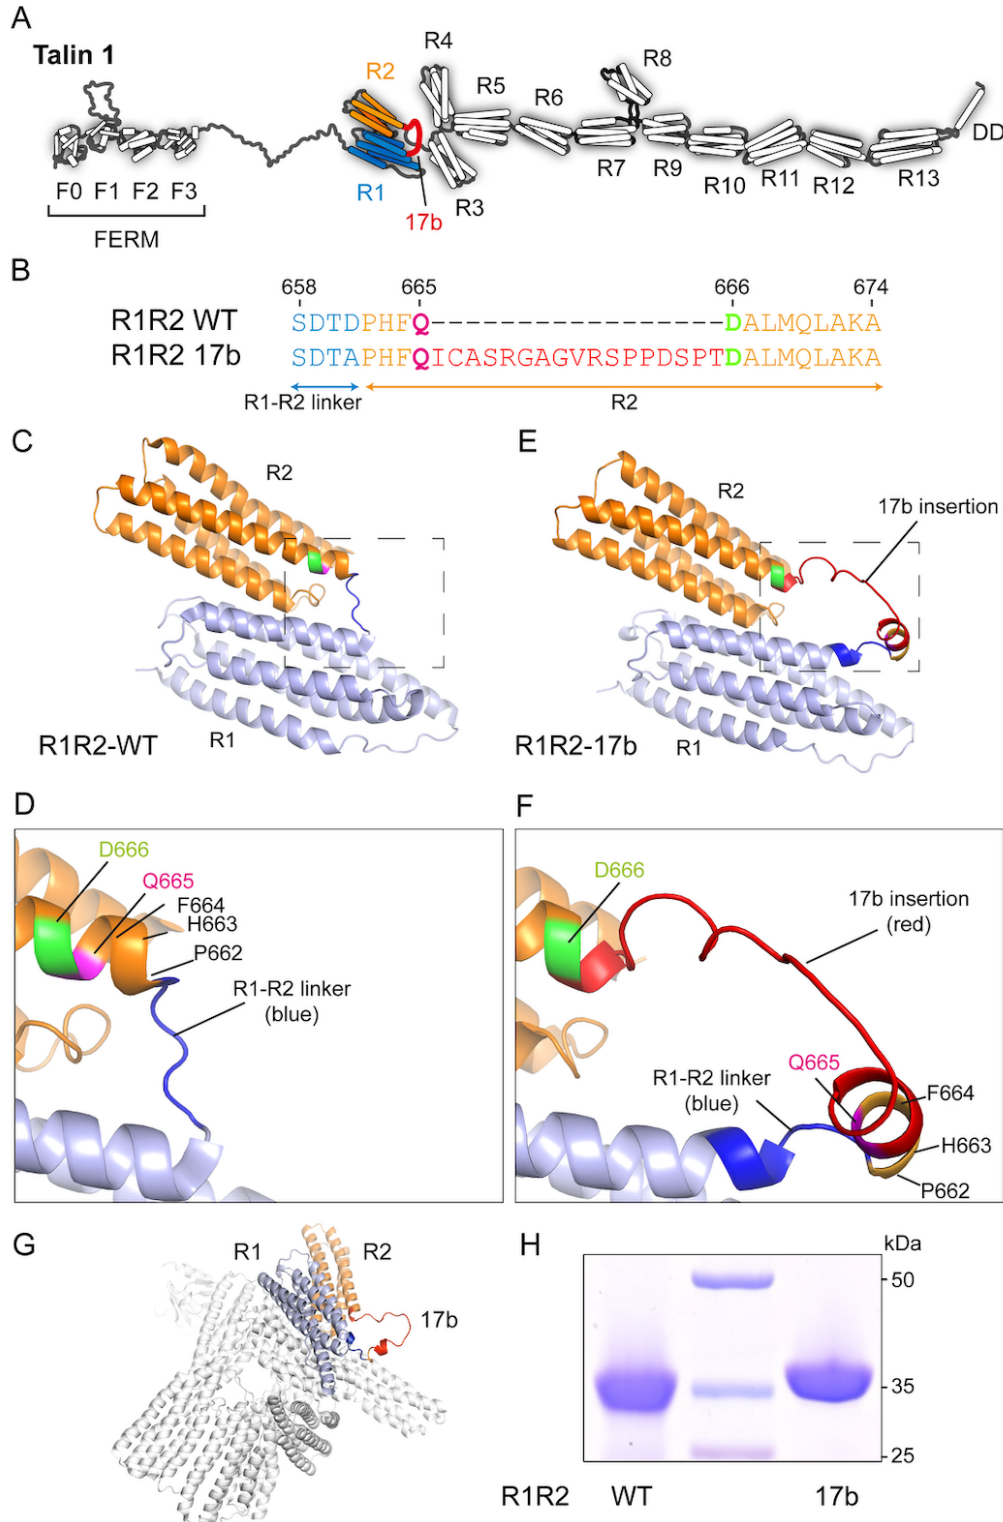 A
Talin 1
R4
R8
R2
R5
R6
DD
F0 F1 F2 F3
R1
R3
R7
R9
R10
R11
R12
R13
17b
FERM
B
658 665 666 674
R1R2 WT SDTDPHFQ----------------DALMQLAKA
R1R2 17b SDTAPHFQICASRGAGVRSPPDSPTDALMQLAKA
R1-R2 linker R2
C
R2
R1R2-WT
R1
E
R2
17b insertion
R1R2-17b
R1
D
D666
Q665
F664
H663
P662
R1-R2 linker
(blue)
F
D666
17b insertion
(red)
Q665
R1-R2 linker
(blue)
F664
H663
P662
G
R1 R2
17b
H
kDa
50
35
25
R1R2 WT 17b